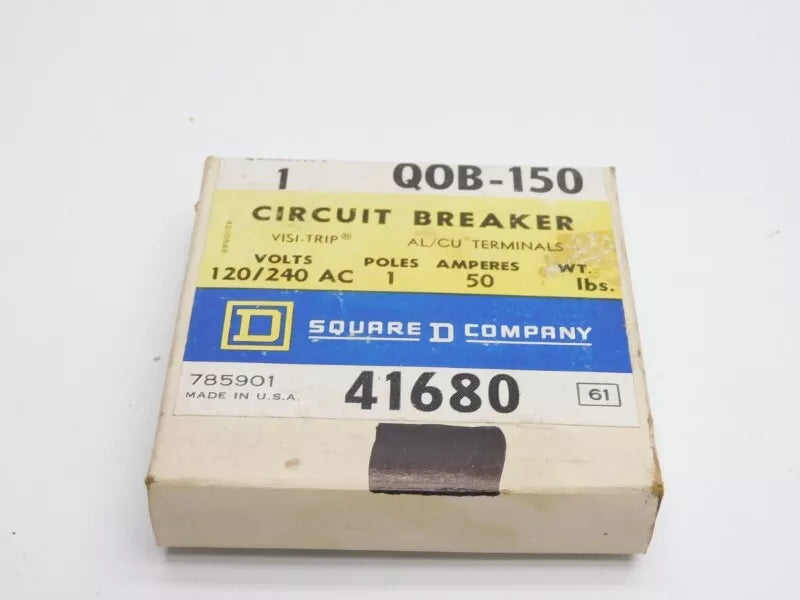 1 QOB-150
CIRCUIT BREAKER
VISI-TRIP® AL/CU TERMINALS
VOLTS POLES AMPERES WT.
120/240 AC 1 50 lbs.
D SQUARE D COMPANY
785901 41680 61
MADE IN U.S.A.